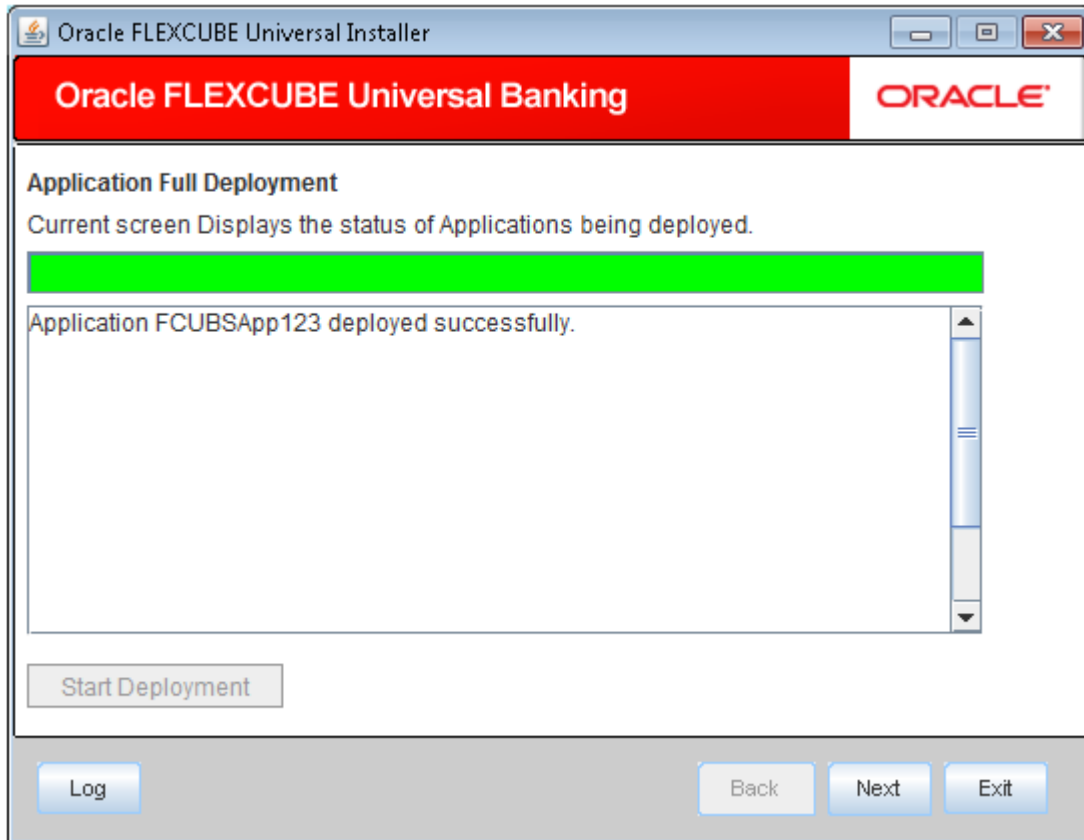 Oracle FLEXCUBE Universal Installer
Oracle FLEXCUBE Universal Banking
ORACLE
Application Full Deployment
Current screen Displays the status of Applications being deployed.
Application FCUBSApp123 deployed successfully.
Start Deployment
Log
Back
Next
Exit